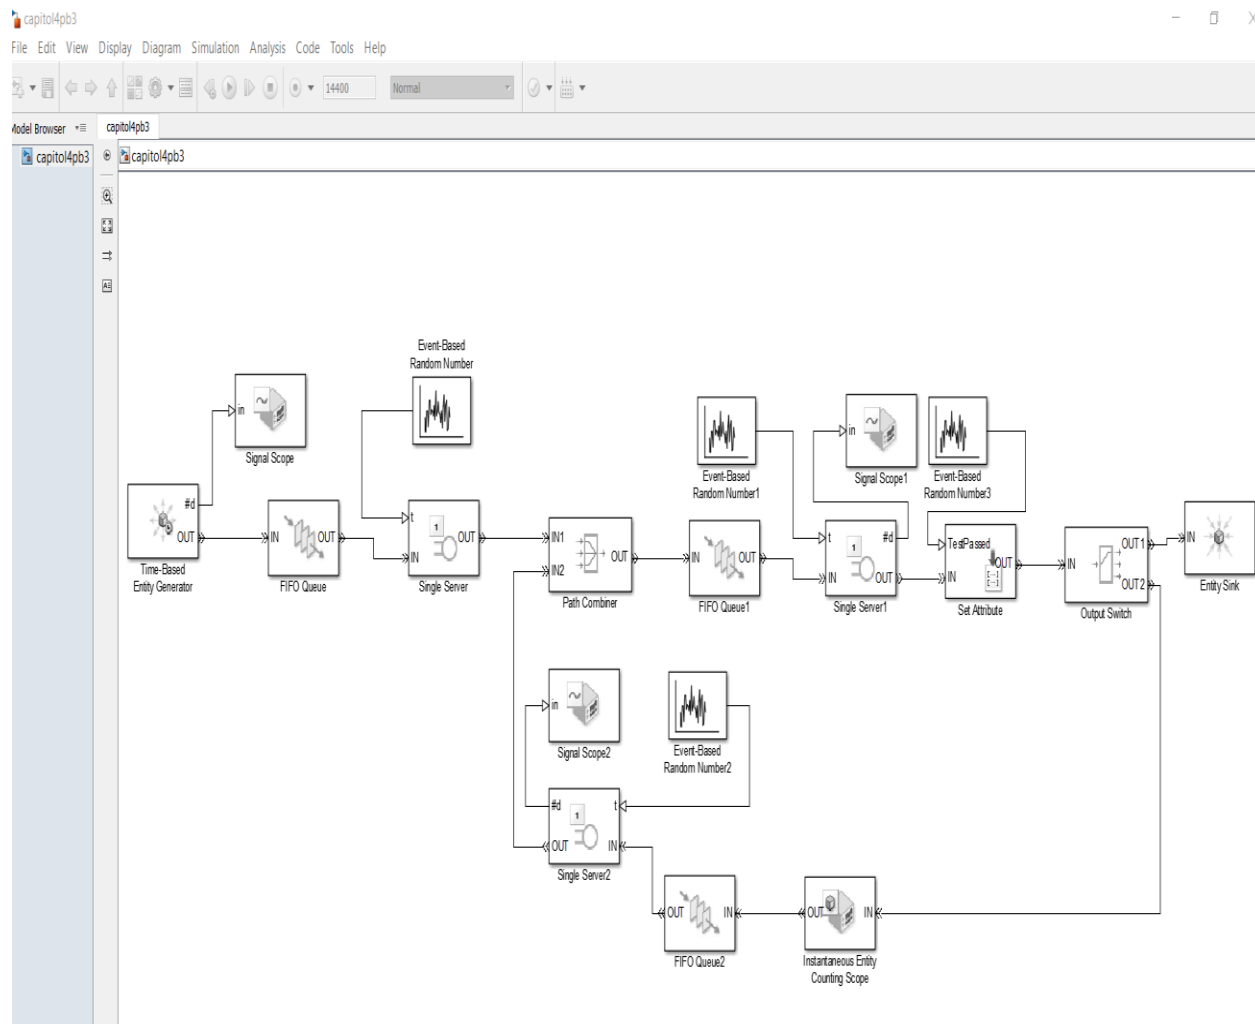 capitol4pb3
File Edit View Display Diagram Simulation Analysis Code Tools Help
14400 Normal
Model Browser capitol4pb3
capitol4pb3 capitol4pb3
Event-Based
Random Number
in
Signal Scope
Event-Based
Random Number1
in
Signal Scope1
Event-Based
Random Number3
#d
OUT
Time-Based
Entity Generator
IN OUT
FIFO Queue
t
1
IN
OUT
Single Server
IN1
IN2
OUT
Path Combiner
IN OUT
FIFO Queue1
t
1
#d
IN OUT
Single Server1
TestPassed
OUT
IN
Set Attribute
IN
OUT1
OUT2
Output Switch
IN
Entity Sink
in
Signal Scope2
Event-Based
Random Number2
#d t
1
OUT IN
Single Server2
OUT IN
FIFO Queue2
OUT IN
Instantaneous Entity
Counting Scope